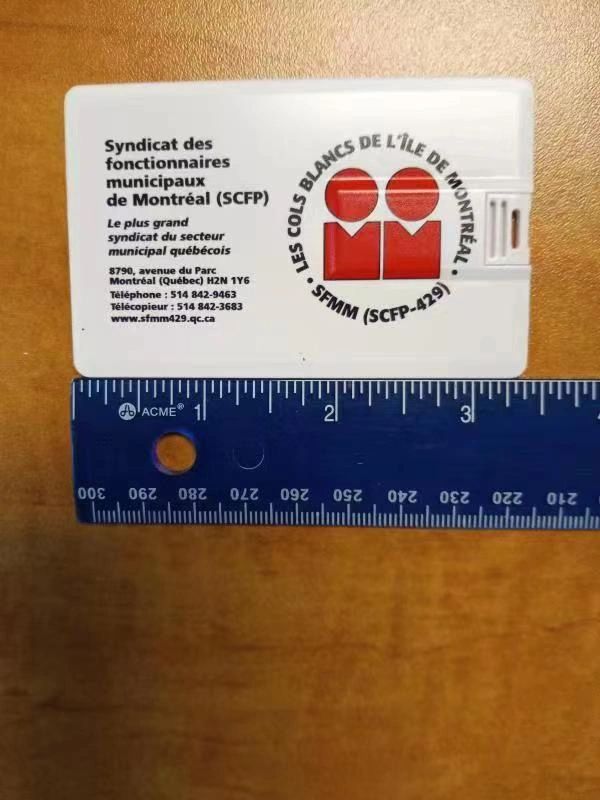 Syndicat des
fonctionnaires
municipaux
de Montréal (SCFP)
Le plus grand
syndicat du secteur
municipal québécois
8790, avenue du Parc
Montréal (Québec) H2N 1Y6
Téléphone : 514 842-9463
Télécopieur : 514 842-3683
www.sfmm429.qc.ca
• LES COLS BLANCS DE L'ÎLE DE MONTRÉAL •
SFMM (SCFP-429)
ACME® 1 2 3 4
300 290 280 270 260 250 240 230 220 210